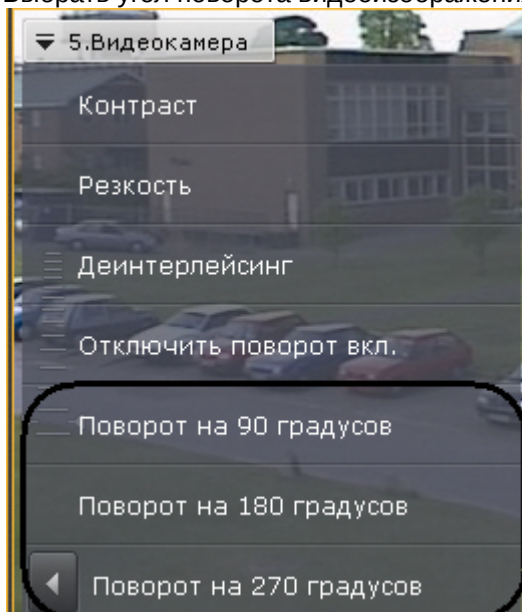 Выбрать угол поворота видеоизображения
5.Видеокамера
Контраст
Резкость
Деинтерлейсинг
Отключить поворот вкл.
Поворот на 90 градусов
Поворот на 180 градусов
Поворот на 270 градусов